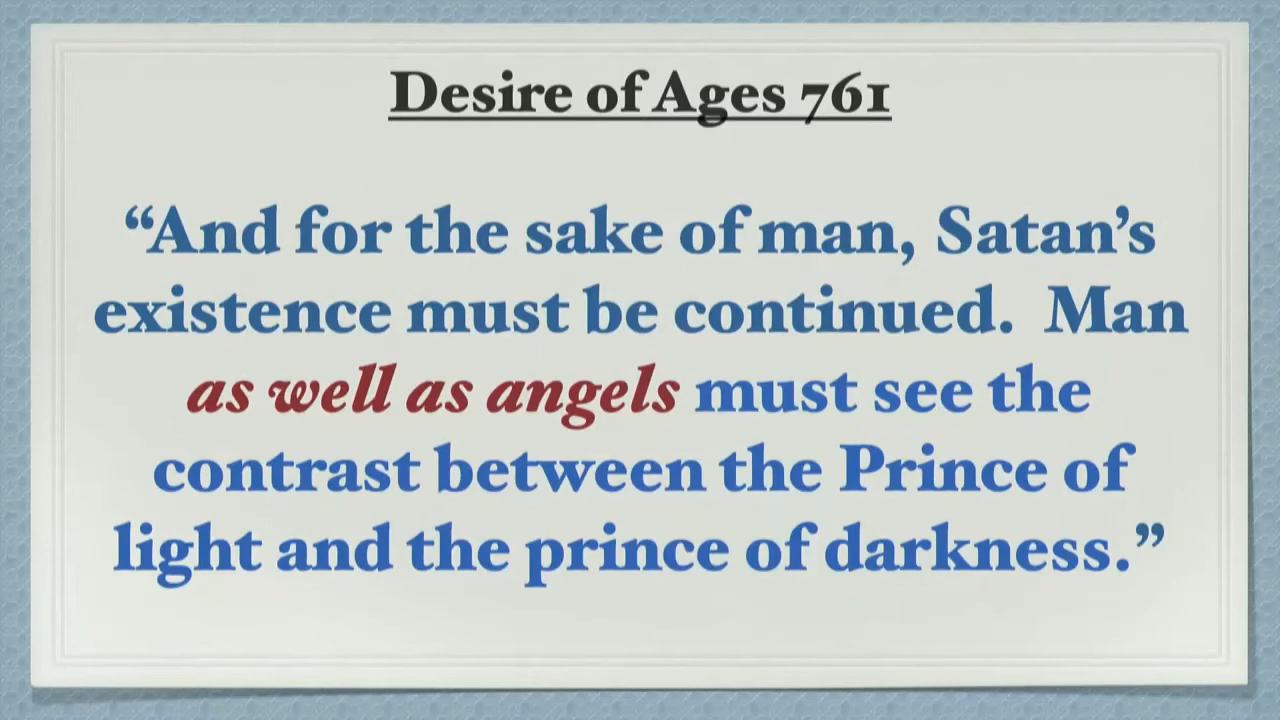 Desire of Ages 761
“And for the sake of man, Satan’s
existence must be continued.  Man
as well as angels must see the
contrast between the Prince of
light and the prince of darkness.”